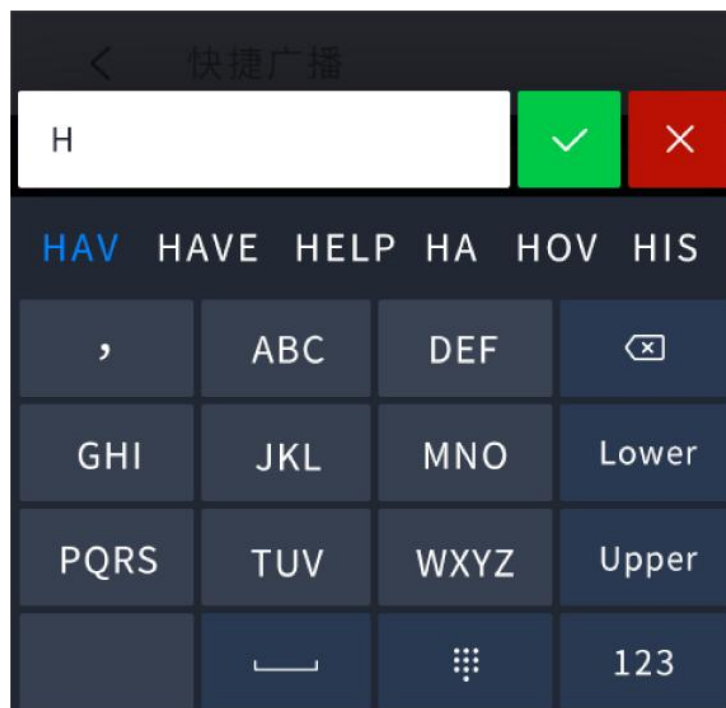 快捷广播
H
HAV HAVE HELP HA HOV HIS
, ABC DEF
GHI JKL MNO Lower
PQRS TUV WXYZ Upper
123